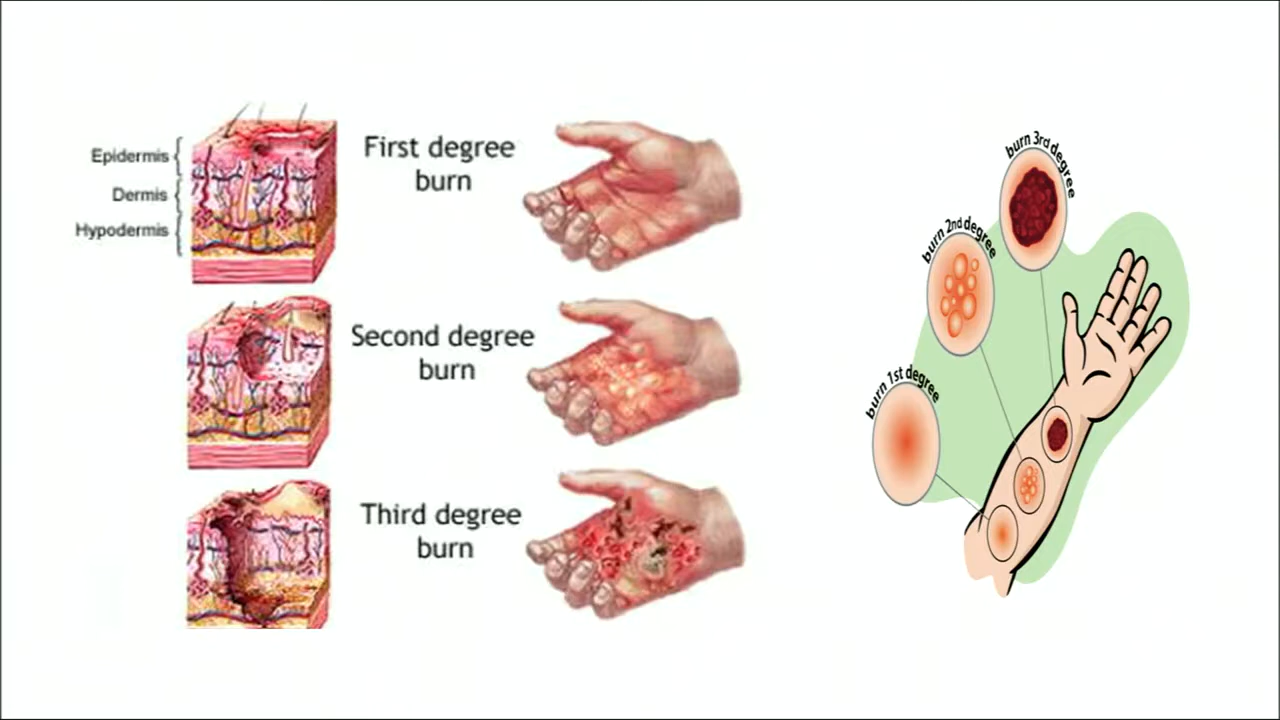 Epidermis
Dermis
Hypodermis
First degree
burn
Second degree
burn
Third degree
burn
burn 3rd degree
burn 2nd degree
burn 1st degree